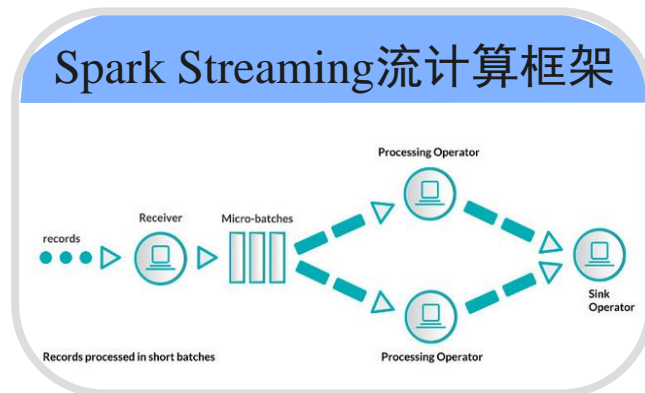 Spark Streaming流计算框架
Processing Operator
Receiver
Micro-batches
records
Sink
Operator
Records processed in short batches
Processing Operator